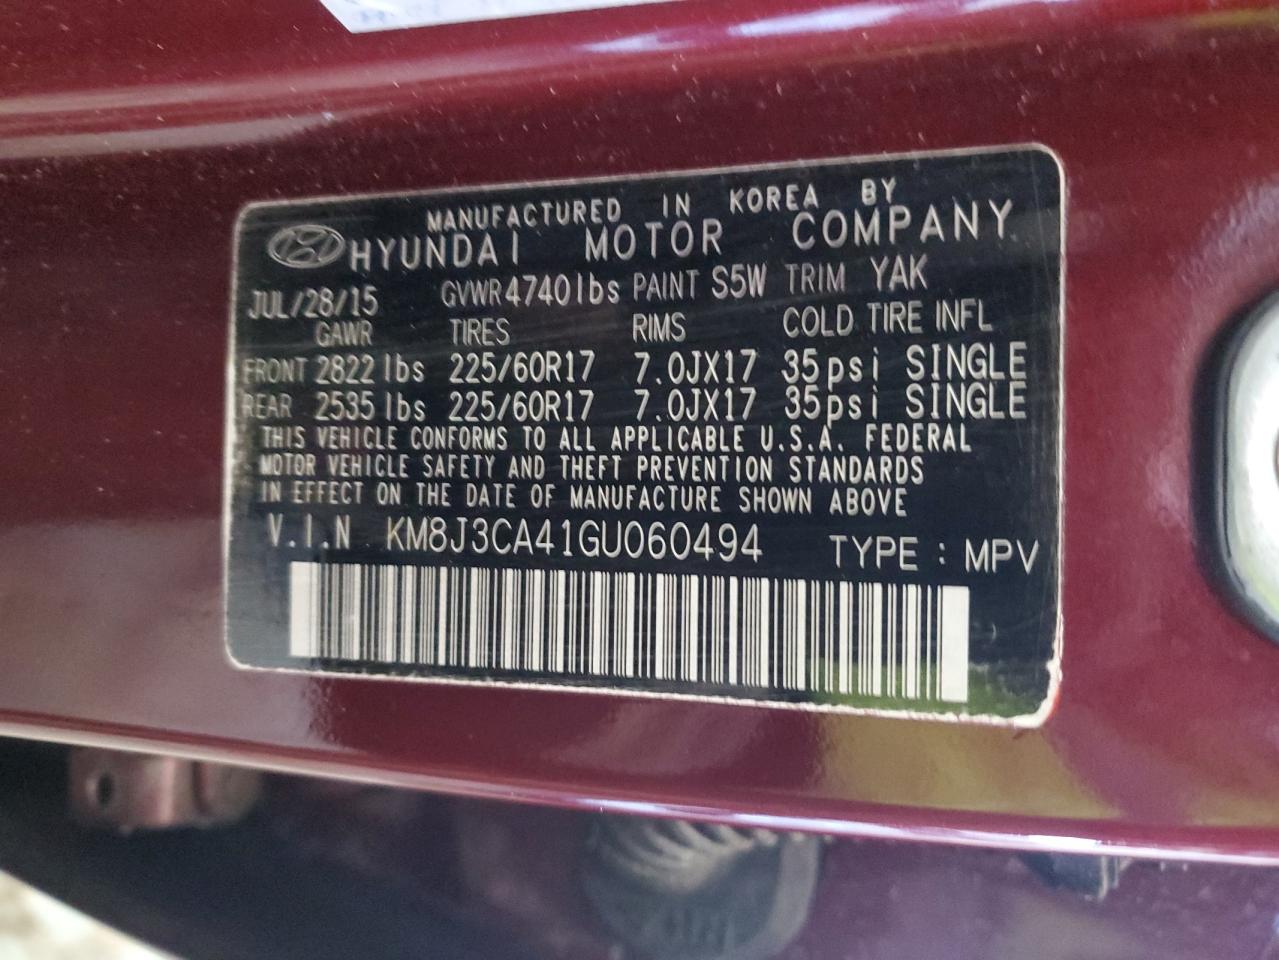 MANUFACTURED IN KOREA BY
HYUNDAI MOTOR COMPANY
JUL/28/15 GVWR 4740lbs PAINT S5W TRIM YAK
GAWR TIRES RIMS COLD TIRE INFL
FRONT 2822 lbs 225/60R17 7.0JX17 35psi SINGLE
REAR 2535 lbs 225/60R17 7.0JX17 35psi SINGLE
THIS VEHICLE CONFORMS TO ALL APPLICABLE U.S.A. FEDERAL
MOTOR VEHICLE SAFETY AND THEFT PREVENTION STANDARDS
IN EFFECT ON THE DATE OF MANUFACTURE SHOWN ABOVE
V.I.N KM8J3CA41GU060494 TYPE : MPV